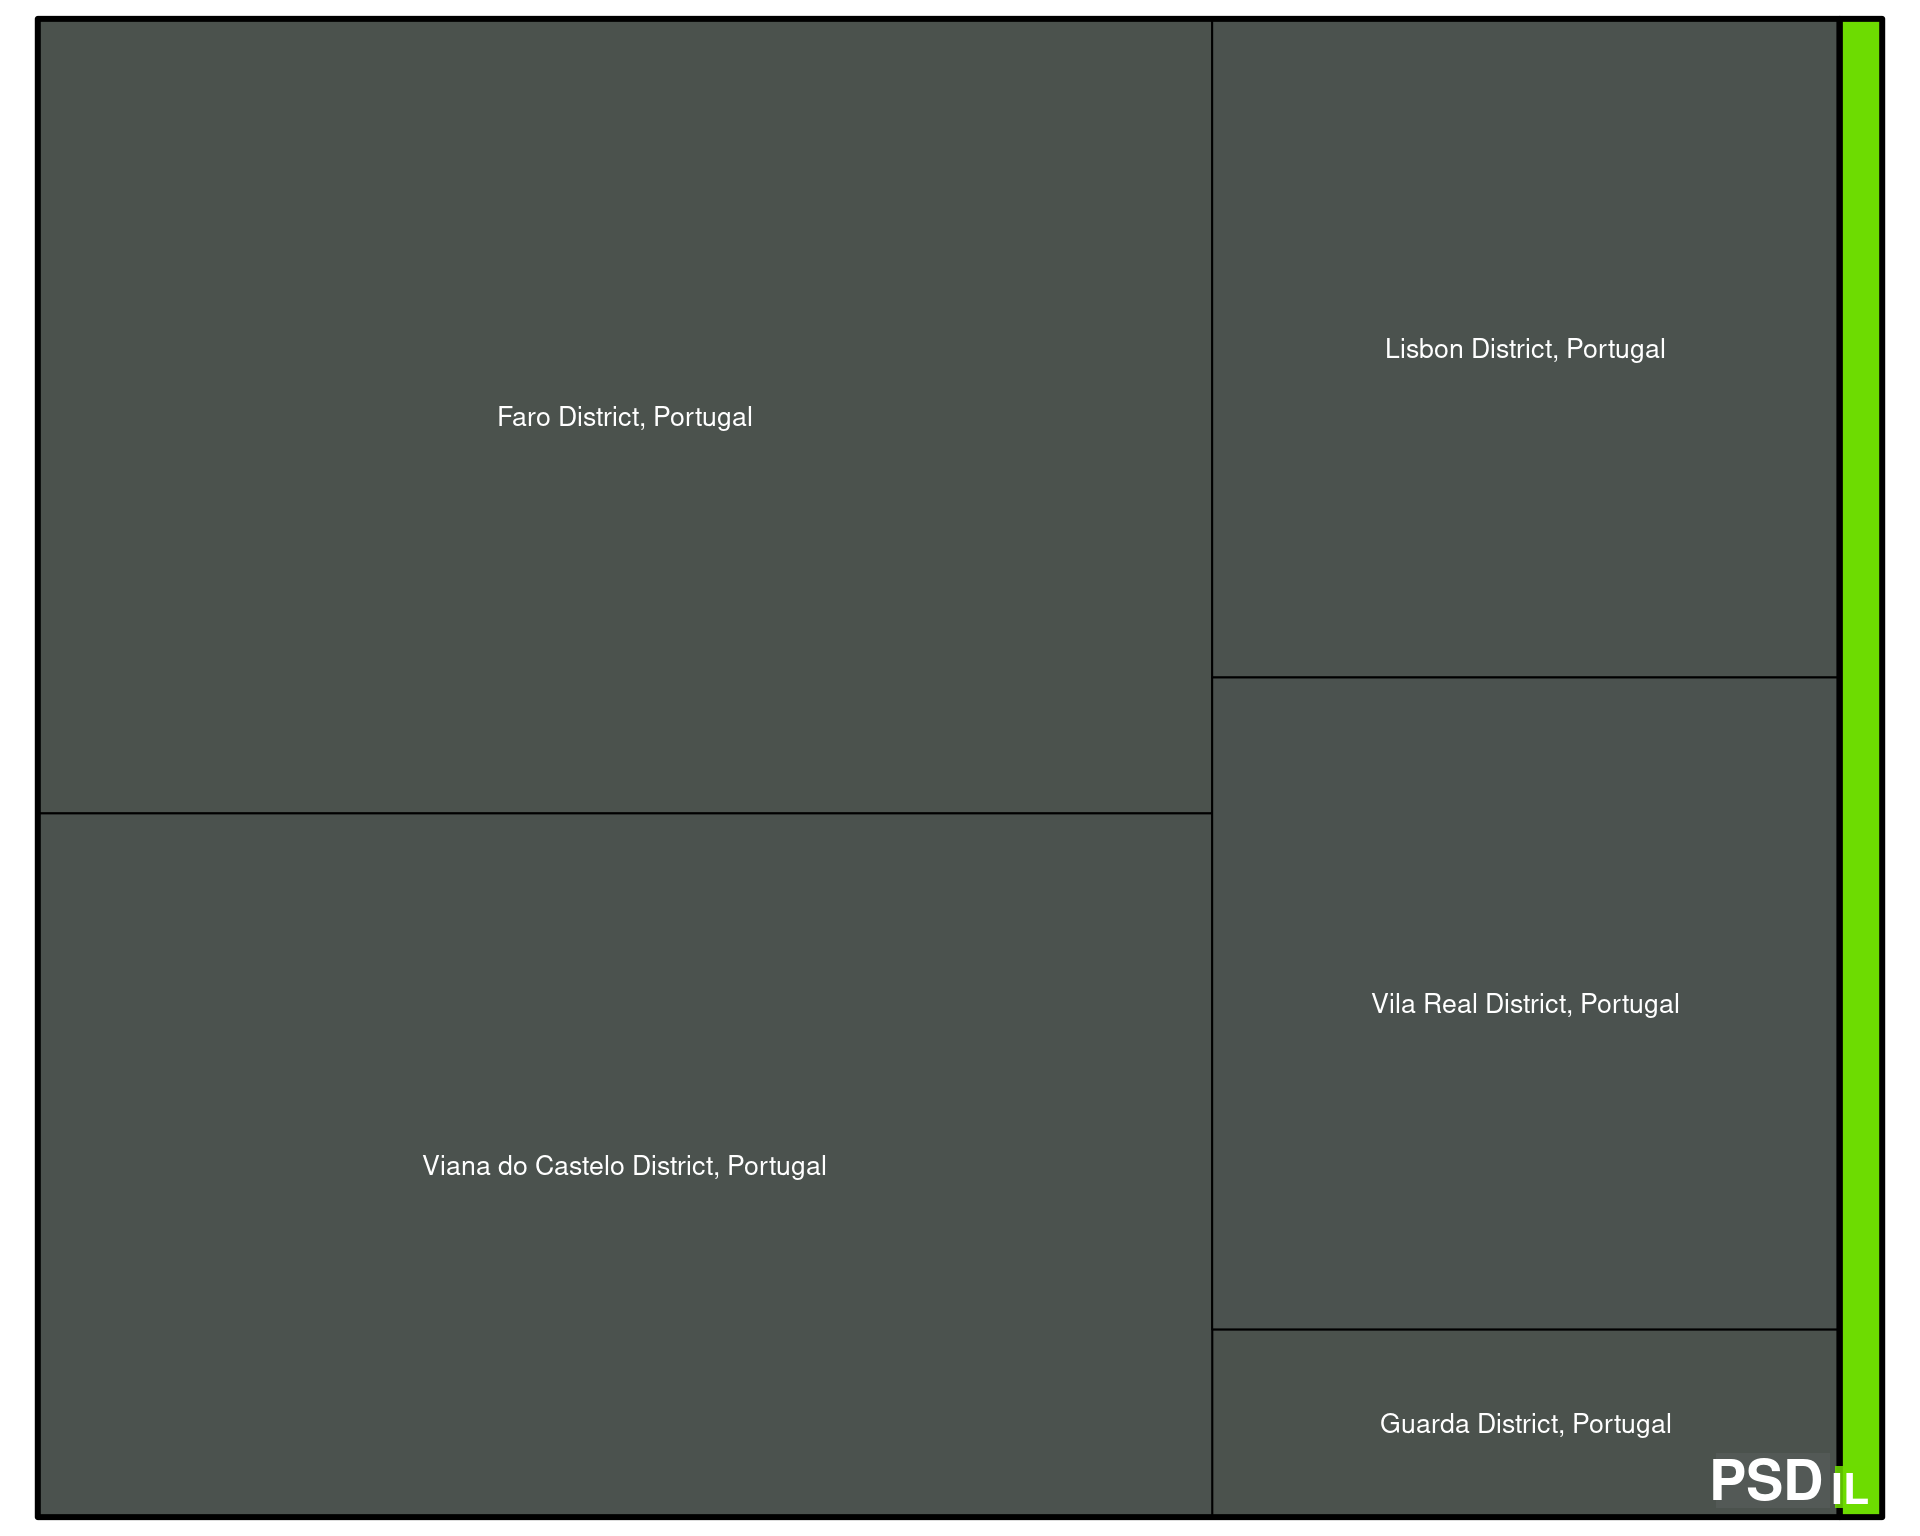 Faro District, Portugal
Lisbon District, Portugal
Viana do Castelo District, Portugal
Vila Real District, Portugal
Guarda District, Portugal
PSD
IL